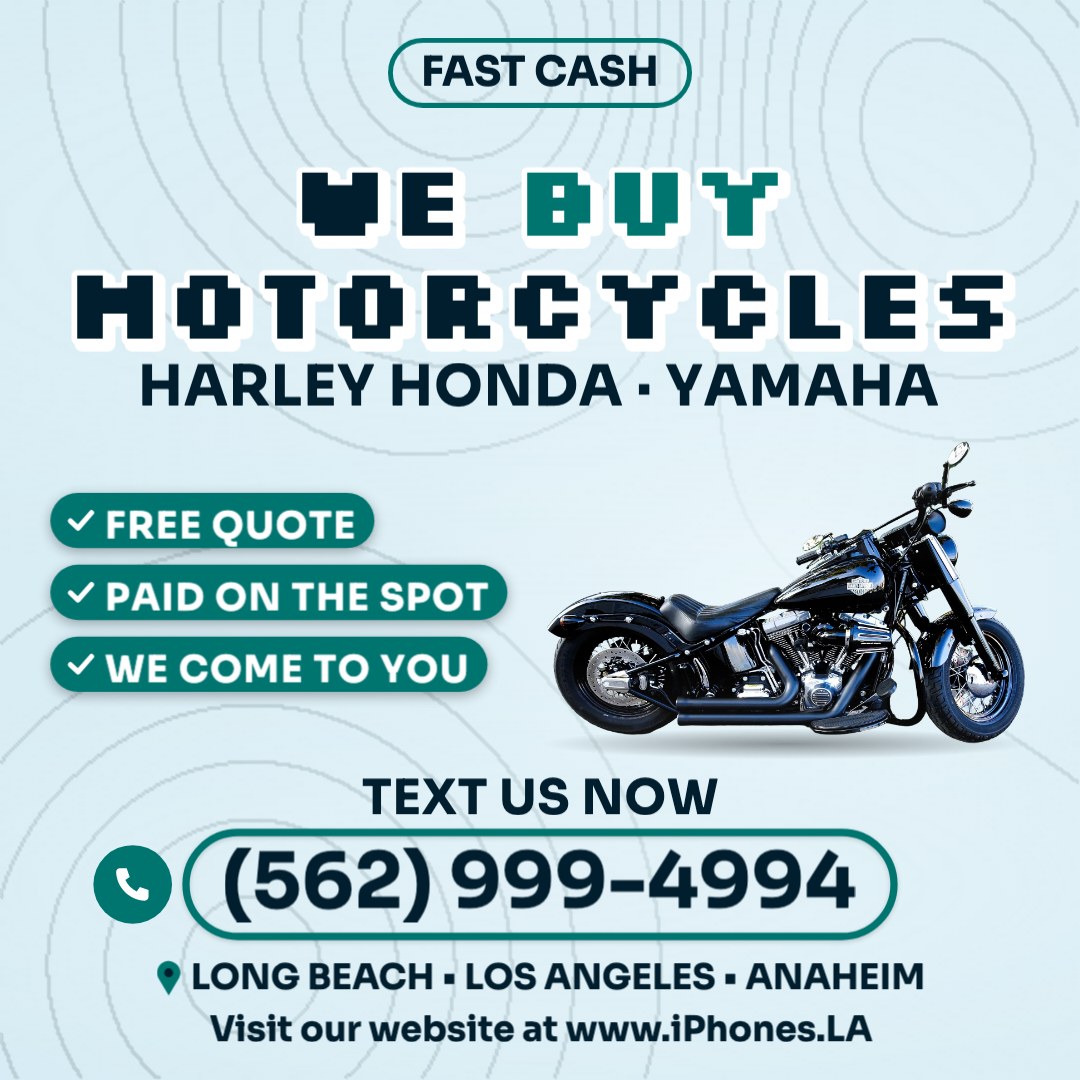 FAST CASH
WE BUY
MOTORCYCLES
HARLEY HONDA · YAMAHA
FREE QUOTE
PAID ON THE SPOT
WE COME TO YOU
TEXT US NOW
(562) 999-4994
LONG BEACH ▪ LOS ANGELES ▪ ANAHEIM
Visit our website at www.iPhones.LA